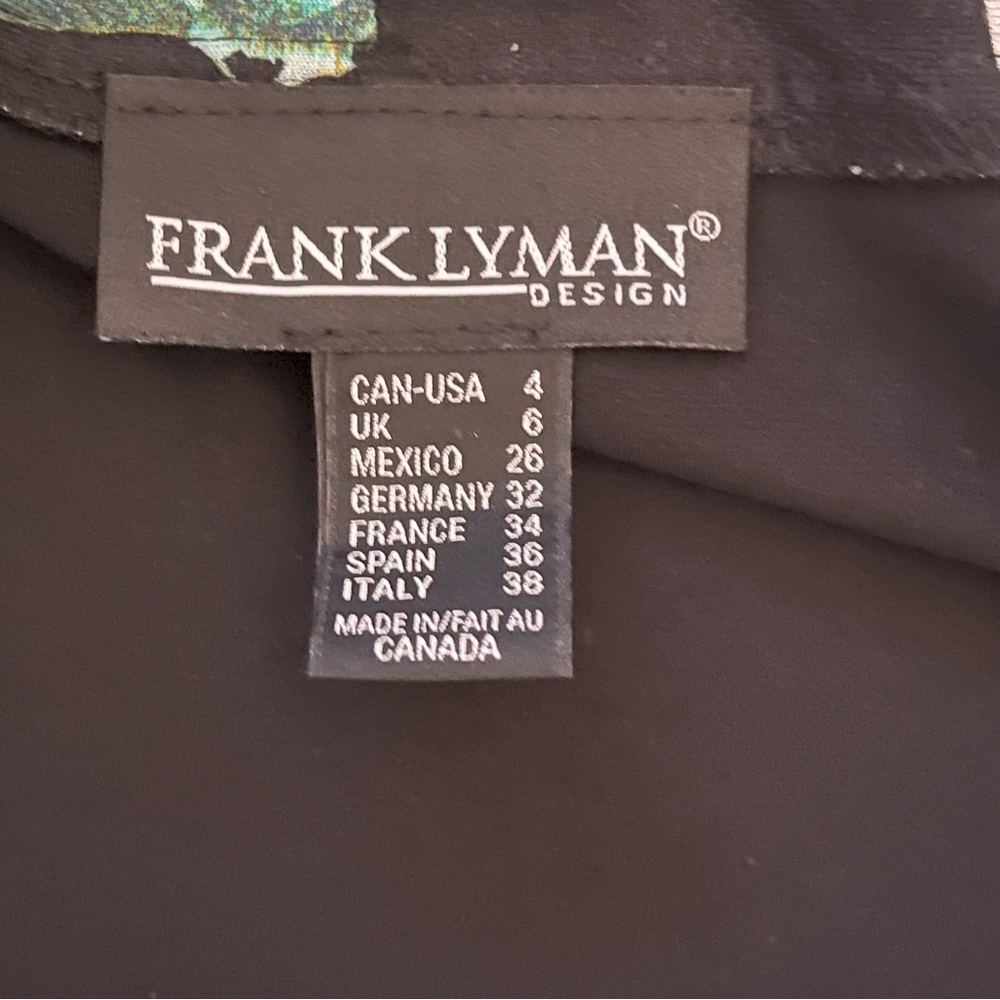 FRANK LYMAN®
DESIGN
CAN-USA 4
UK 6
MEXICO 26
GERMANY 32
FRANCE 34
SPAIN 36
ITALY 38
MADE IN/FAIT AU
CANADA